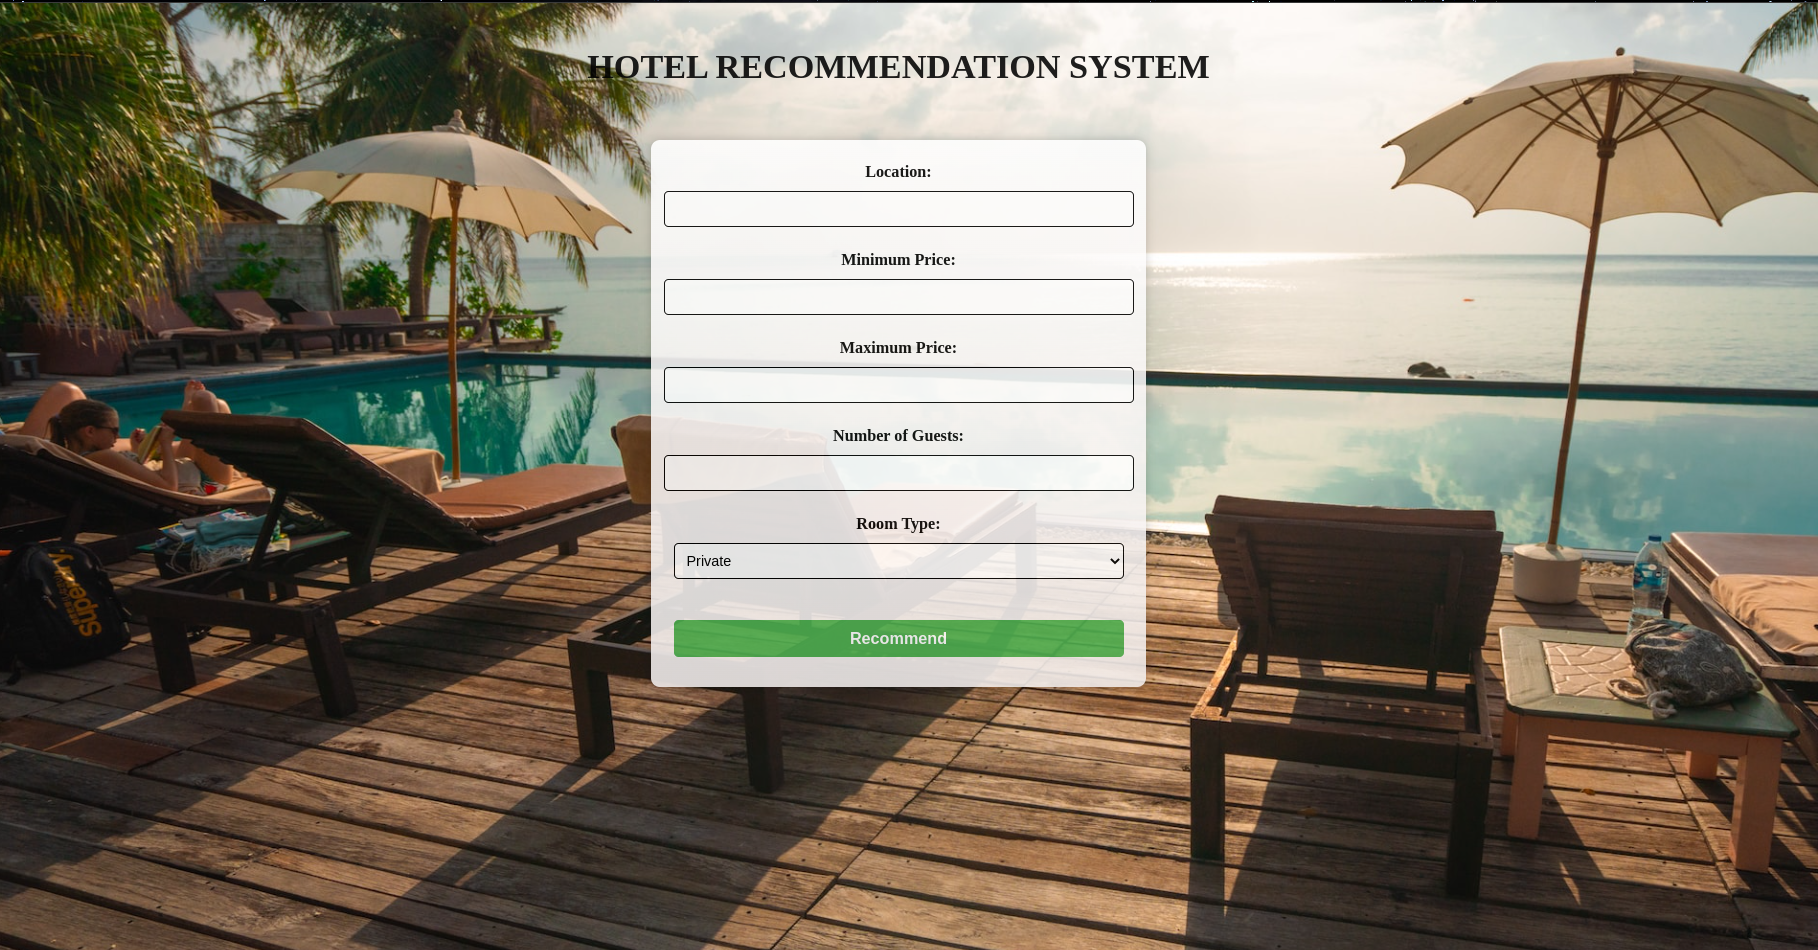 HOTEL RECOMMENDATION SYSTEM
Location:
Minimum Price:
Maximum Price:
Number of Guests:
Room Type:
Private
Recommend
Superdry